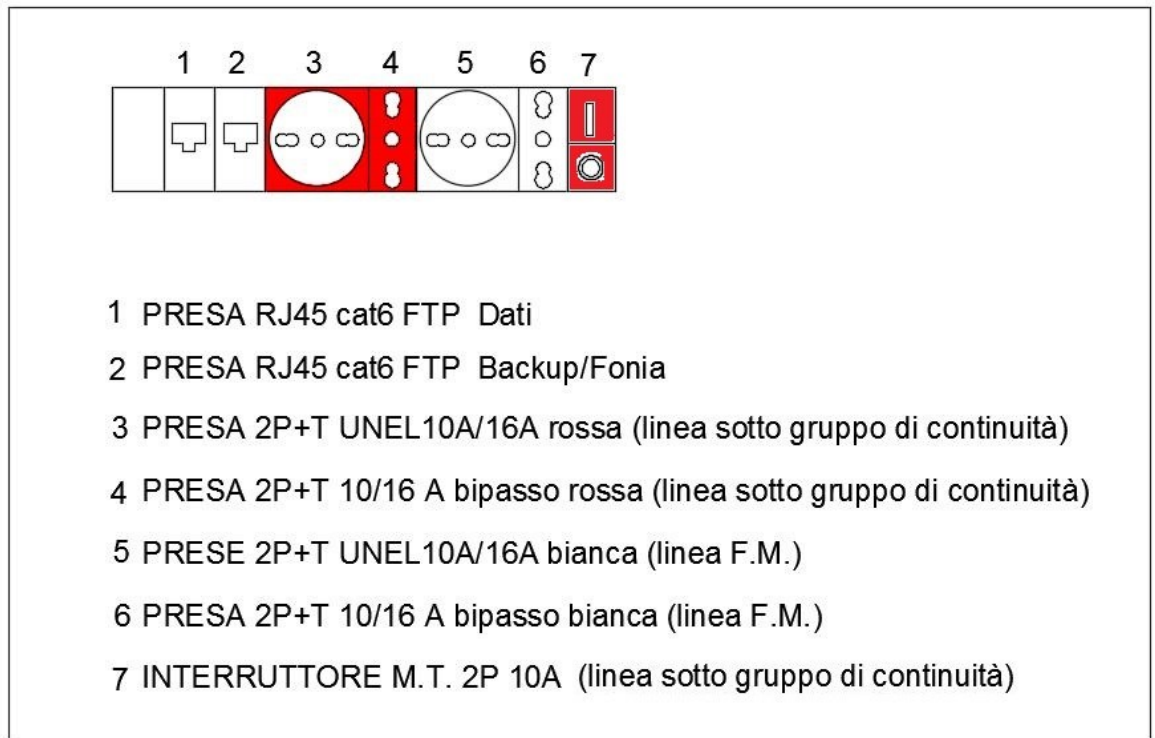 1 2 3 4 5 6 7
1 PRESA RJ45 cat6 FTP Dati
2 PRESA RJ45 cat6 FTP Backup/Fonia
3 PRESA 2P+T UNEL10A/16A rossa (linea sotto gruppo di continuità)
4 PRESA 2P+T 10/16 A bipasso rossa (linea sotto gruppo di continuità)
5 PRESE 2P+T UNEL10A/16A bianca (linea F.M.)
6 PRESA 2P+T 10/16 A bipasso bianca (linea F.M.)
7 INTERRUTTORE M.T. 2P 10A (linea sotto gruppo di continuità)